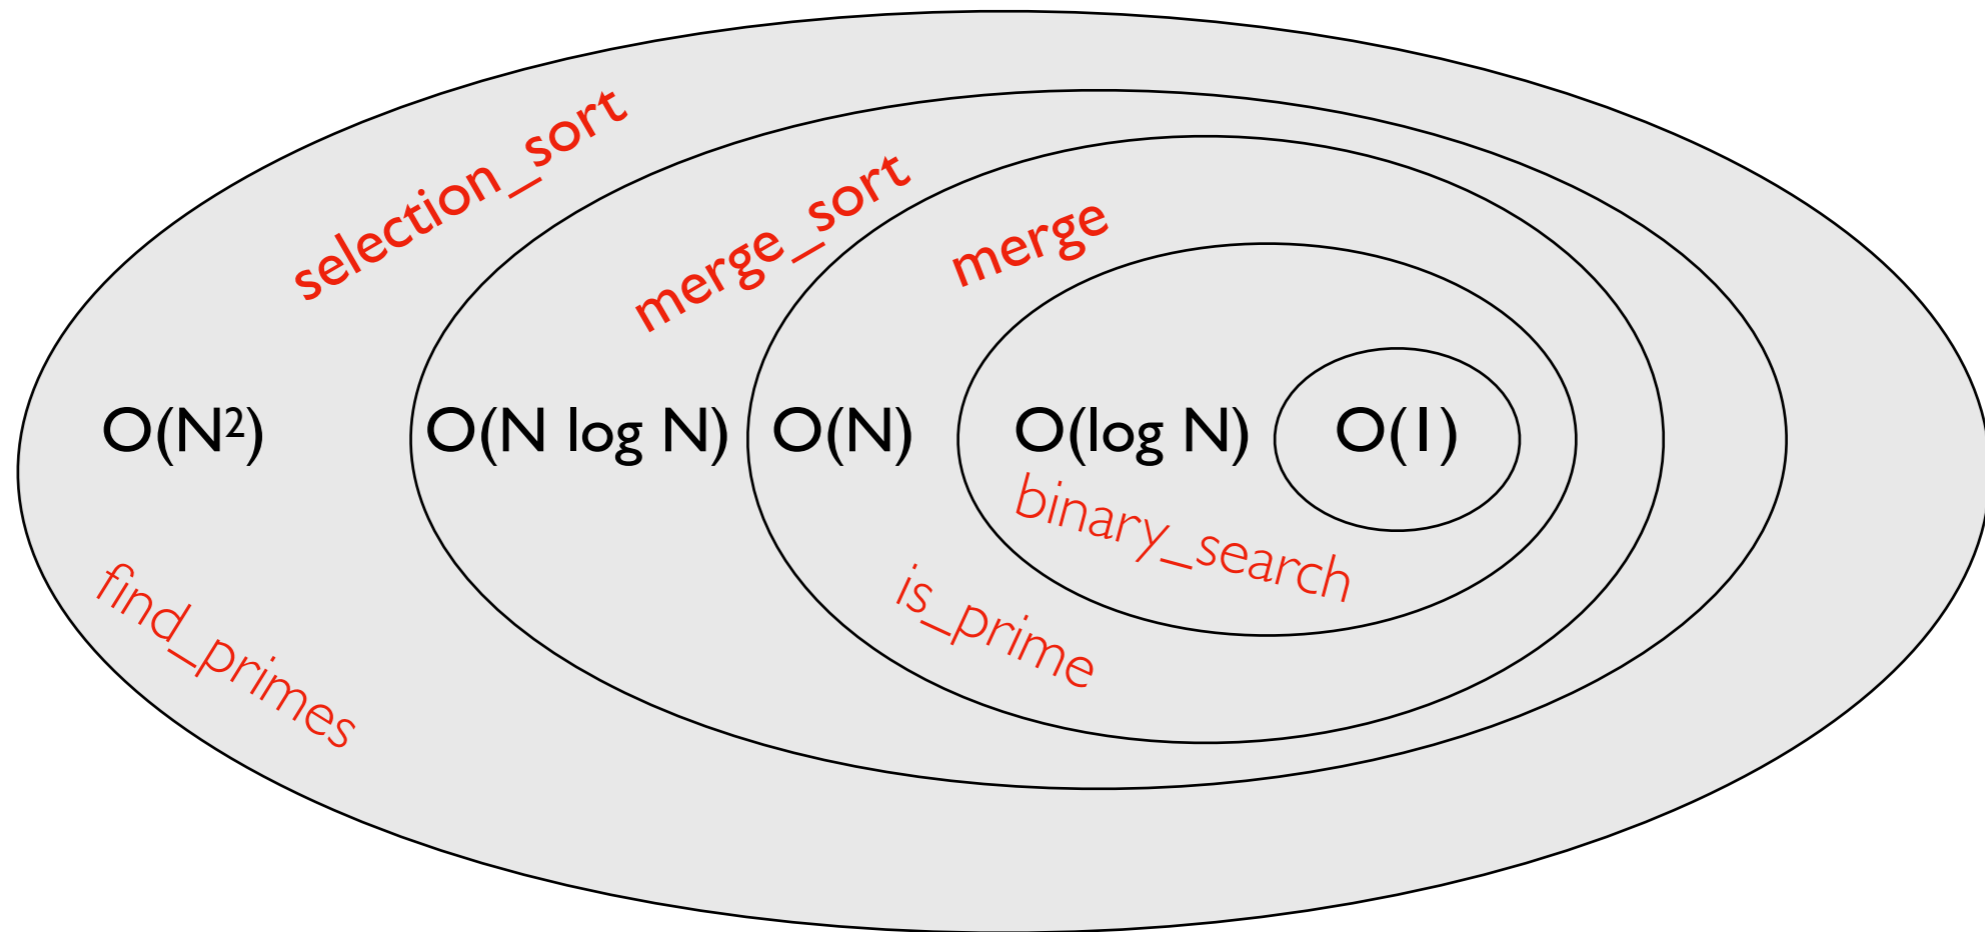 selection_sort
merge_sort
merge
O(N²)
O(N log N)
O(N)
O(log N)
O(1)
binary_search
is_prime
find_primes